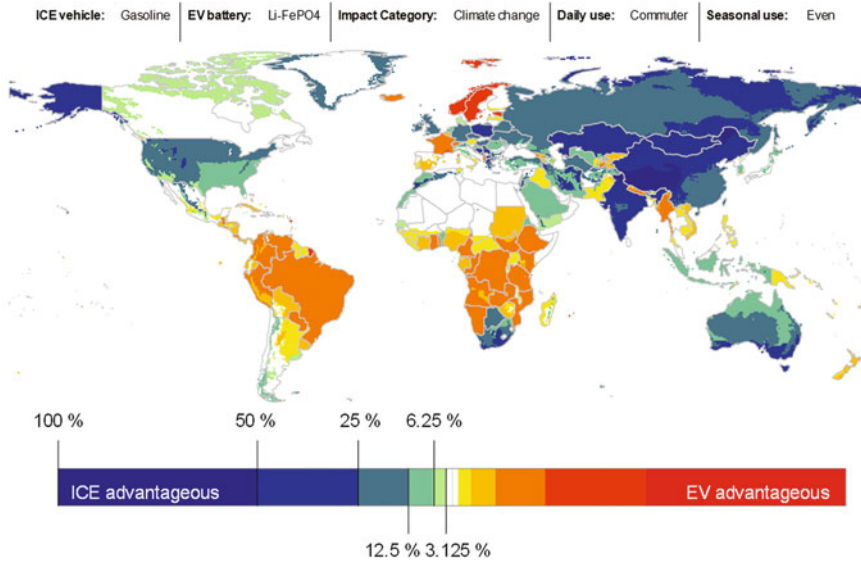 ICE vehicle: Gasoline EV battery: Li-FePO4 Impact Category: Climate change Daily use: Commuter Seasonal use: Even
100 % 50 % 25 % 6.25 %
ICE advantageous EV advantageous
12.5 % 3.125 %